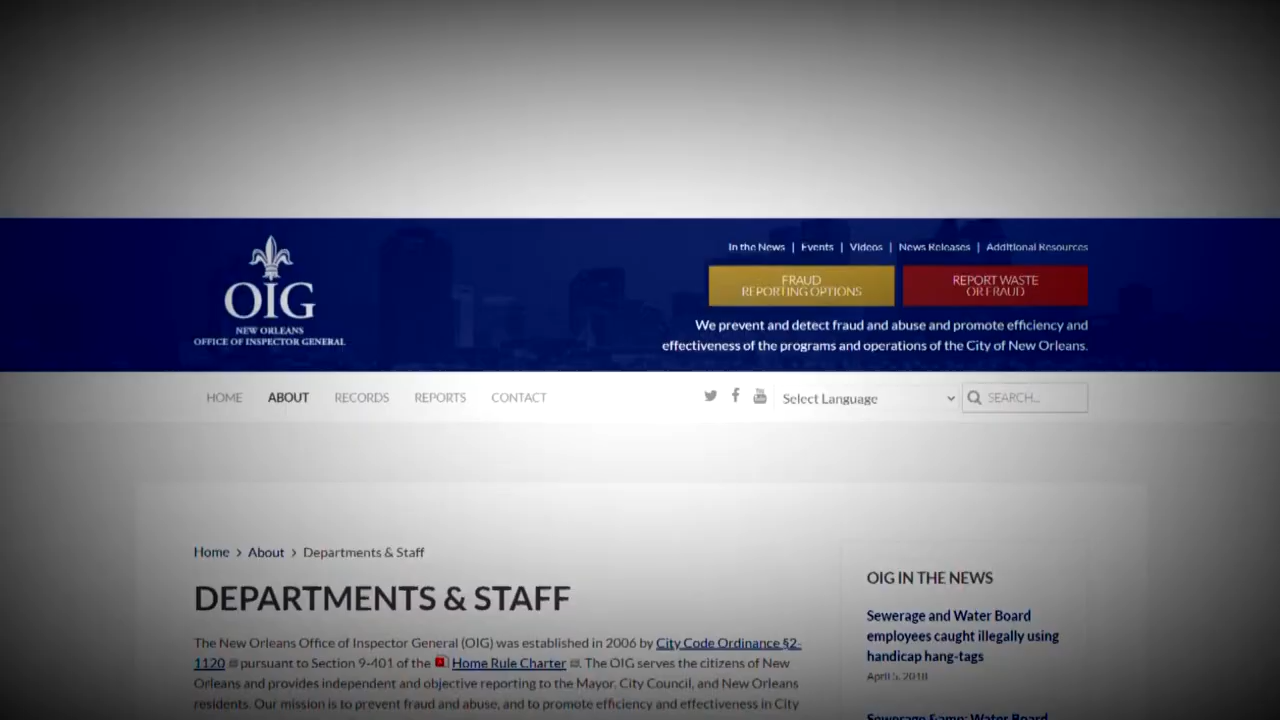 In the News | Events | Videos | News Releases | Additional Resources
OIG
NEW ORLEANS
OFFICE OF INSPECTOR GENERAL
FRAUD
REPORTING OPTIONS
REPORT WASTE
OR FRAUD
We prevent and detect fraud and abuse and promote efficiency and
effectiveness of the programs and operations of the City of New Orleans.
HOME ABOUT RECORDS REPORTS CONTACT
Select Language
SEARCH...
Home > About > Departments & Staff
DEPARTMENTS & STAFF
The New Orleans Office of Inspector General (OIG) was established in 2006 by City Code Ordinance §2-
1120 pursuant to Section 9-401 of the Home Rule Charter. The OIG serves the citizens of New
Orleans and provides independent and objective reporting to the Mayor, City Council, and New Orleans
residents. Our mission is to prevent fraud and abuse, and to promote efficiency and effectiveness in City
OIG IN THE NEWS
Sewerage and Water Board
employees caught illegally using
handicap hang-tags
April 5, 2018
Sewerage &amp; Water Board